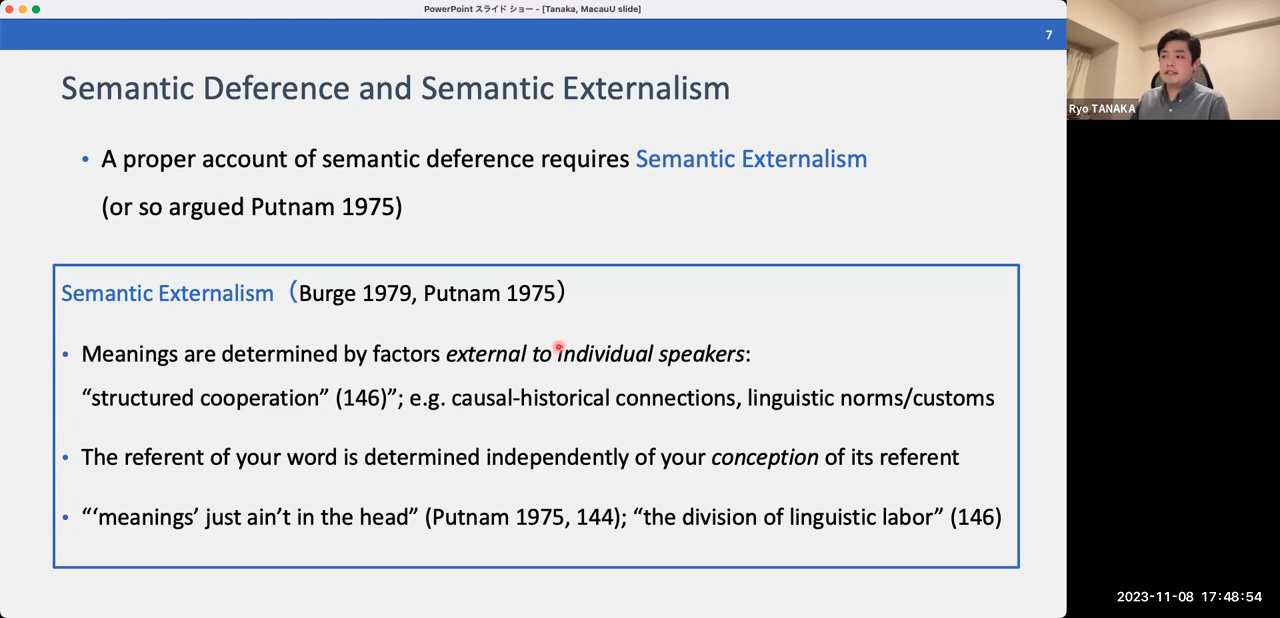 PowerPoint スライド ショー - [Tanaka, MacauU slide]
7
Semantic Deference and Semantic Externalism
• A proper account of semantic deference requires Semantic Externalism
(or so argued Putnam 1975)
Semantic Externalism（Burge 1979, Putnam 1975）
• Meanings are determined by factors external to individual speakers:
“structured cooperation” (146)”; e.g. causal-historical connections, linguistic norms/customs
• The referent of your word is determined independently of your conception of its referent
• “‘meanings’ just ain’t in the head” (Putnam 1975, 144); “the division of linguistic labor” (146)
Ryo TANAKA
2023-11-08 17:48:54